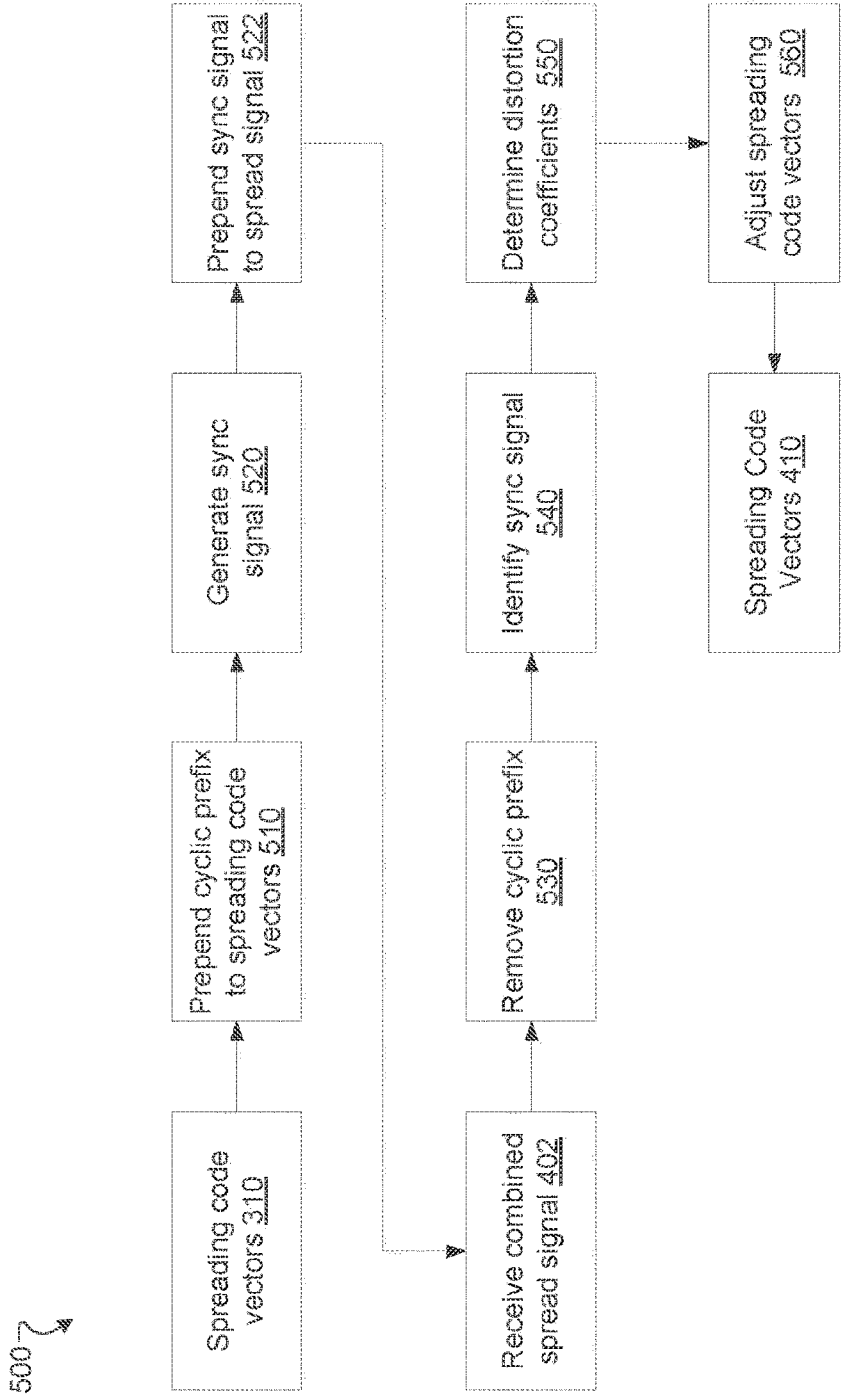 500
Spreading code
vectors 310
Prepend cyclic prefix
to spreading code
vectors 510
Generate sync
signal 520
Prepend sync signal
to spread signal 522
Receive combined
spread signal 402
Remove cyclic prefix
530
Identify sync signal
540
Determine distortion
coefficients 550
Adjust spreading
code vectors 560
Spreading Code
Vectors 410